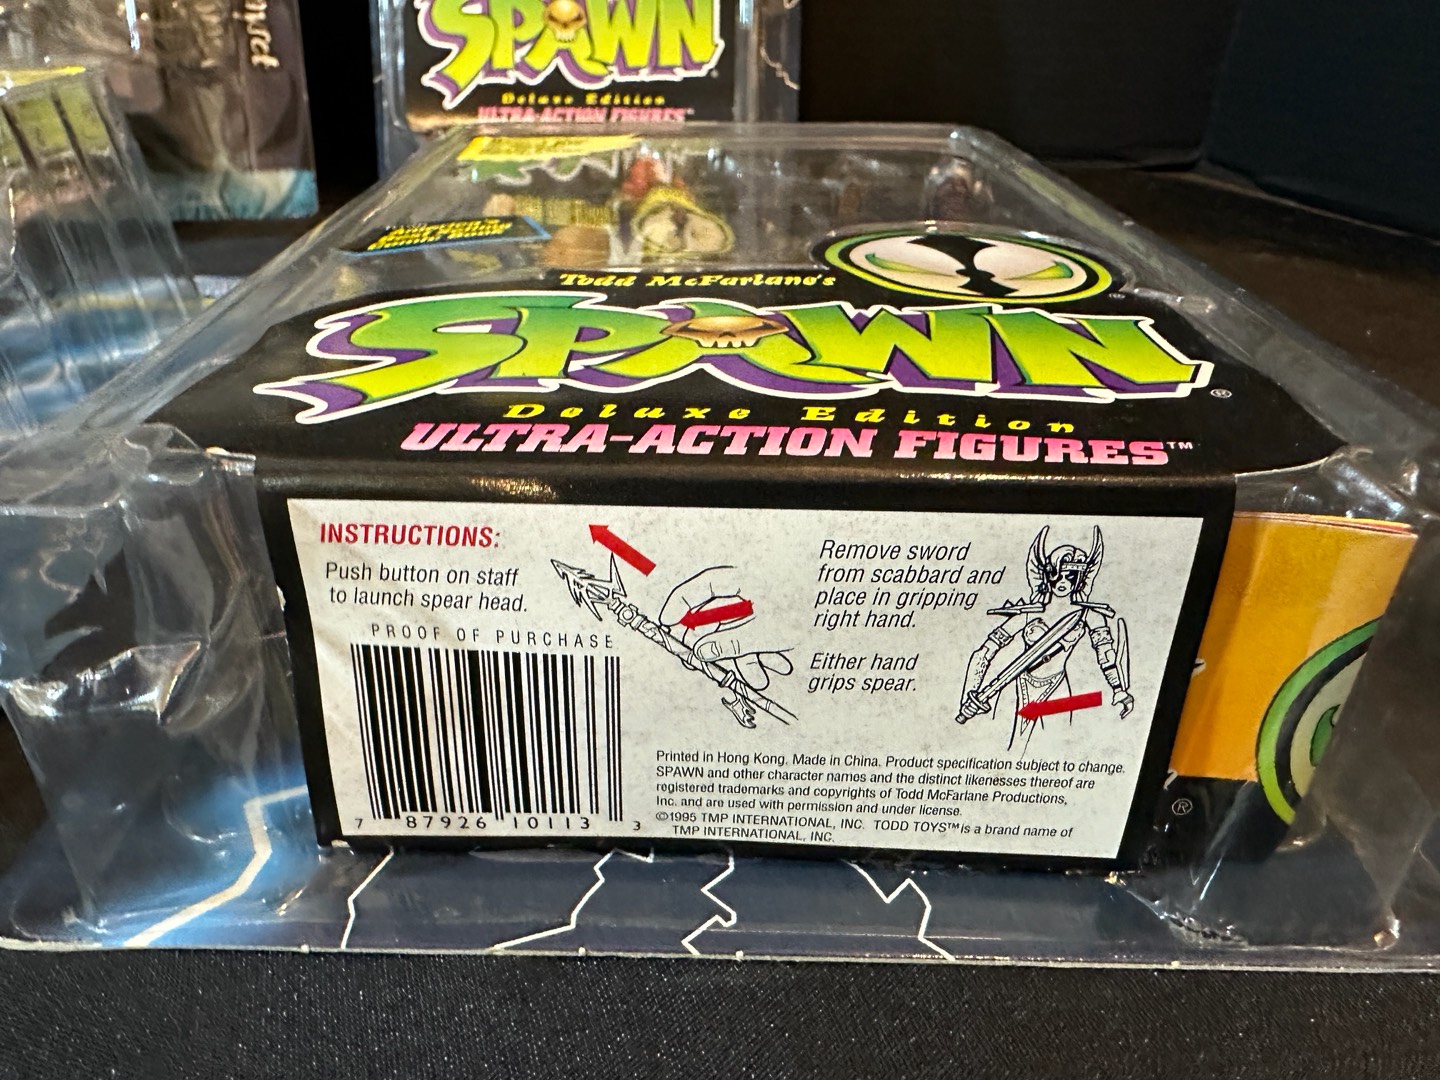 SPAWN
Deluxe Edition
ULTRA-ACTION FIGURES™
Todd McFarlane's
SPAWN®
Deluxe Edition
ULTRA-ACTION FIGURES™
INSTRUCTIONS:
Push button on staff
to launch spear head.
PROOF OF PURCHASE
7 87926 10113 3
Remove sword
from scabbard and
place in gripping
right hand.
Either hand
grips spear.
Printed in Hong Kong. Made in China. Product specification subject to change.
SPAWN and other character names and the distinct likenesses thereof are
registered trademarks and copyrights of Todd McFarlane Productions,
Inc. and are used with permission and under license.
©1995 TMP INTERNATIONAL, INC. TODD TOYS™ is a brand name of
TMP INTERNATIONAL, INC.
®